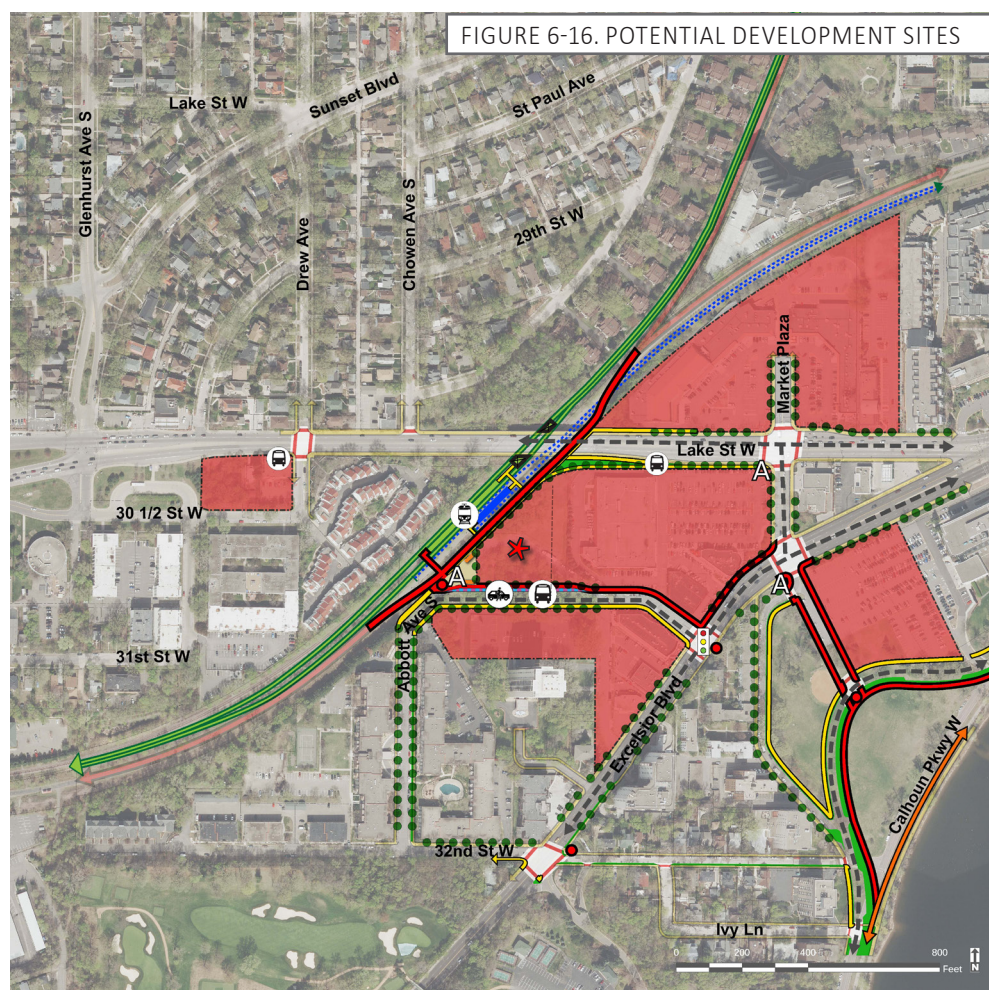 FIGURE 6-16. POTENTIAL DEVELOPMENT SITES
Lake St W
Sunset Blvd
St Paul Ave
Glenhurst Ave S
Drew Ave
Chowen Ave S
29th St W
Market Plaza
Lake St W
A
30 1/2 St W
A
A
Abbott Ave S
31st St W
Excelsior Blvd
Calhoun Pkwy W
32nd St W
Ivy Ln
0 200 400 800
Feet
N